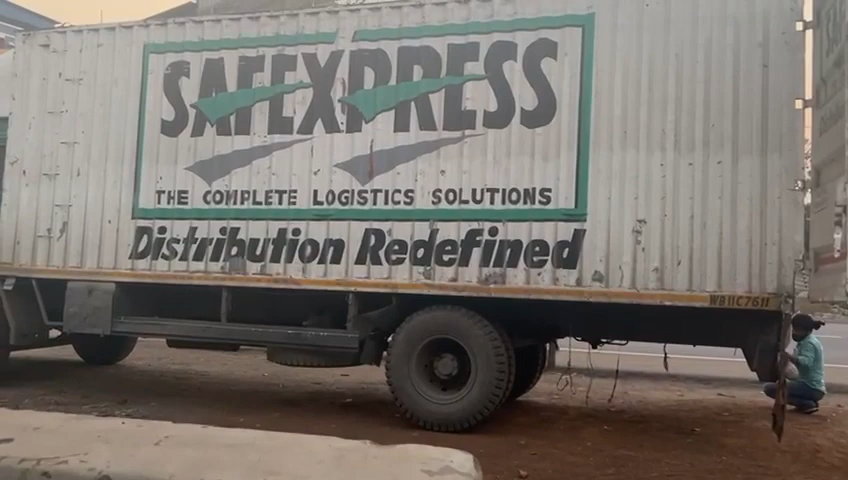 SAFEXPRESS
THE COMPLETE LOGISTICS SOLUTIONS
Distribution Redefined
WB11C7611